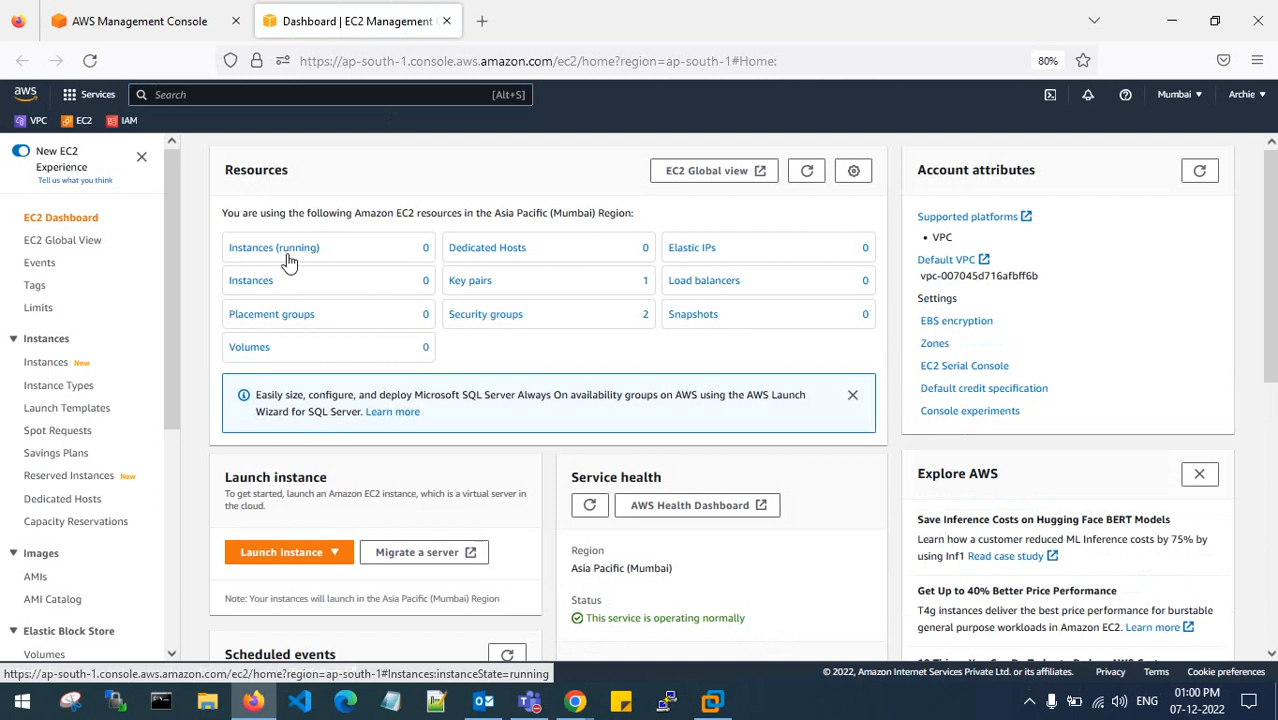 AWS Management Console
Dashboard | EC2 Management
https://ap-south-1.console.aws.amazon.com/ec2/home?region=ap-south-1#Home:
80%
aws
Services
Search
[Alt+S]
Mumbai
Archie
VPC
EC2
IAM
New EC2
Experience
Tell us what you think
EC2 Dashboard
EC2 Global View
Events
Tags
Limits
Instances
Instances New
Instance Types
Launch Templates
Spot Requests
Savings Plans
Reserved Instances New
Dedicated Hosts
Capacity Reservations
Images
AMIs
AMI Catalog
Elastic Block Store
Volumes
Resources
EC2 Global view
You are using the following Amazon EC2 resources in the Asia Pacific (Mumbai) Region:
Instances (running) 0
Dedicated Hosts 0
Elastic IPs 0
Instances 0
Key pairs 1
Load balancers 0
Placement groups 0
Security groups 2
Snapshots 0
Volumes 0
Easily size, configure, and deploy Microsoft SQL Server Always On availability groups on AWS using the AWS Launch
Wizard for SQL Server. Learn more
Launch instance
To get started, launch an Amazon EC2 instance, which is a virtual server in
the cloud.
Launch instance
Migrate a server
Note: Your instances will launch in the Asia Pacific (Mumbai) Region
Scheduled events
Service health
AWS Health Dashboard
Region
Asia Pacific (Mumbai)
Status
This service is operating normally
Account attributes
Supported platforms
• VPC
Default VPC
vpc-007045d716afbff6b
Settings
EBS encryption
Zones
EC2 Serial Console
Default credit specification
Console experiments
Explore AWS
Save Inference Costs on Hugging Face BERT Models
Learn how a customer reduced ML Inference costs by 75% by
using Inf1 Read case study
Get Up to 40% Better Price Performance
T4g instances deliver the best price performance for burstable
general purpose workloads in Amazon EC2. Learn more
https://ap-south-1.console.aws.amazon.com/ec2/home?region=ap-south-1#Instances:instanceState=running
© 2022, Amazon Internet Services Private Ltd. or its affiliates.
Privacy
Terms
Cookie preferences
ENG
01:00 PM
07-12-2022